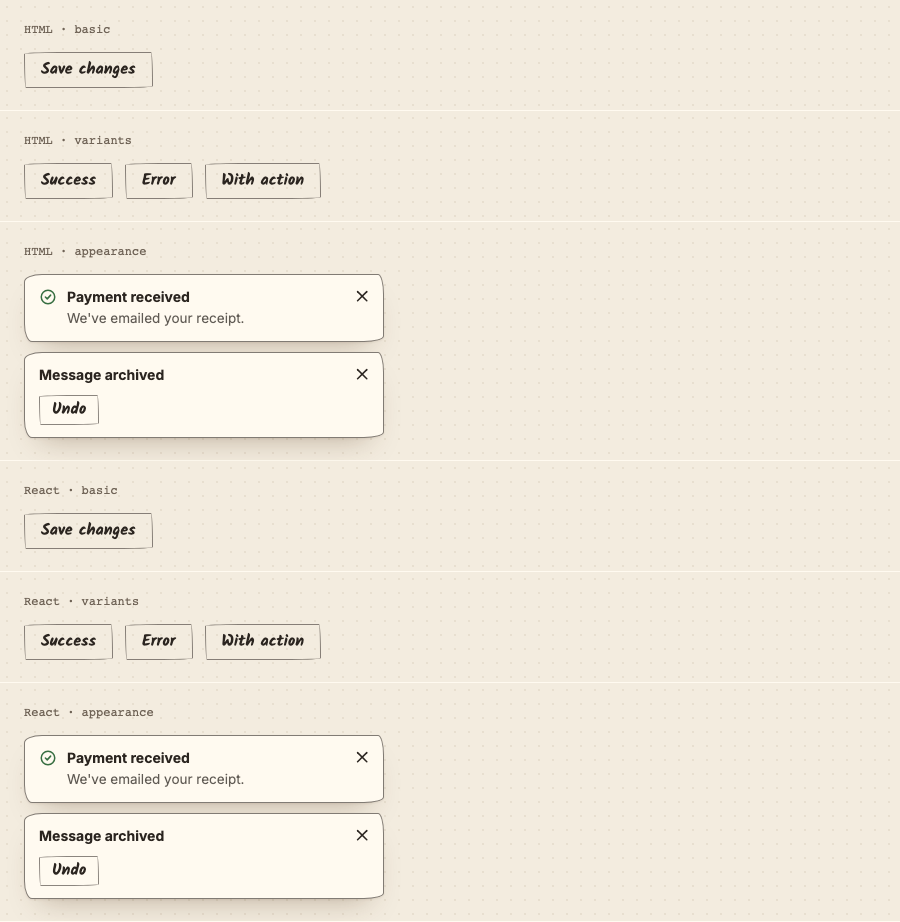 HTML · basic
Save changes
HTML · variants
Success Error With action
HTML · appearance
Payment received
We've emailed your receipt.
Message archived
Undo
React · basic
Save changes
React · variants
Success Error With action
React · appearance
Payment received
We've emailed your receipt.
Message archived
Undo